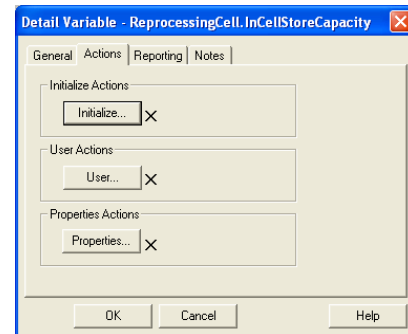 Detail Variable - ReprocessingCell.InCellStoreCapacity
General Actions Reporting Notes
Initialize Actions
Initialize...
User Actions
User...
Properties Actions
Properties...
OK Cancel Help